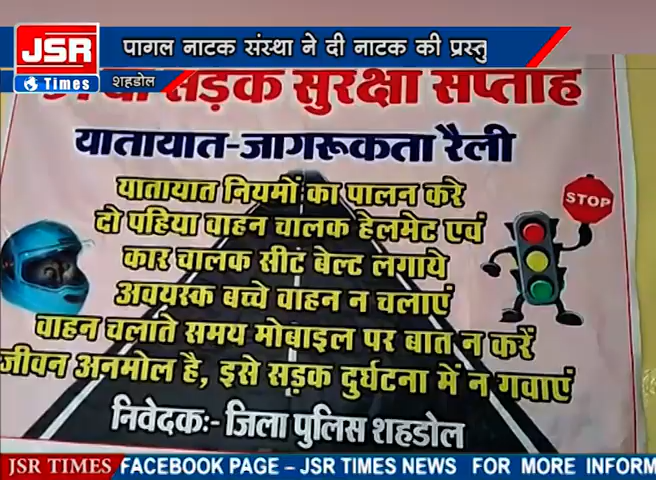 JSR
Times
पागल नाटक संस्था ने दी नाटक की प्रस्तु
शहडोल
सड़क सुरक्षा सप्ताह
यातायात-जागरूकता रैली
यातायात नियमों का पालन करे
दो पहिया वाहन चालक हेलमेट एवं
कार चालक सीट बेल्ट लगाये
अवयस्क बच्चे वाहन न चलाएं
वाहन चलाते समय मोबाइल पर बात न करें
जीवन अनमोल है, इसे सड़क दुर्घटना में न गवाएं
निवेदकः- जिला पुलिस शहडोल
STOP
JSR TIMES FACEBOOK PAGE – JSR TIMES NEWS FOR MORE INFORM